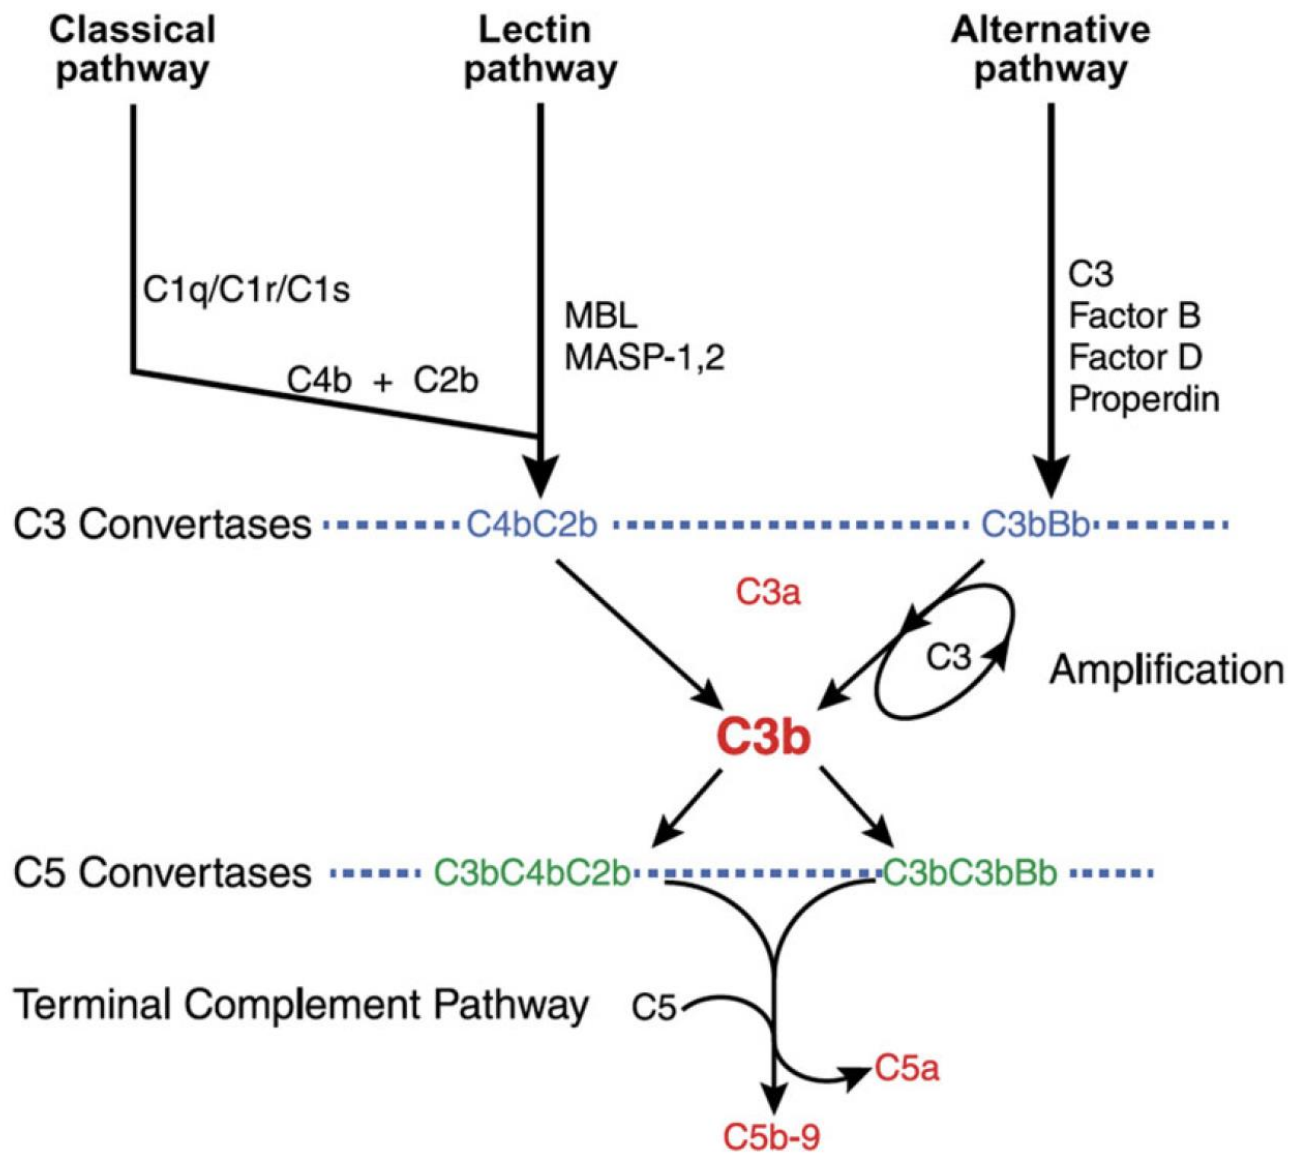 Classical
pathway
Lectin
pathway
Alternative
pathway
C1q/C1r/C1s
C4b + C2b
MBL
MASP-1,2
C3
Factor B
Factor D
Properdin
C3 Convertases
C4bC2b
C3bBb
C3a
C3
Amplification
C3b
C5 Convertases
C3bC4bC2b
C3bC3bBb
Terminal Complement Pathway
C5
C5a
C5b-9